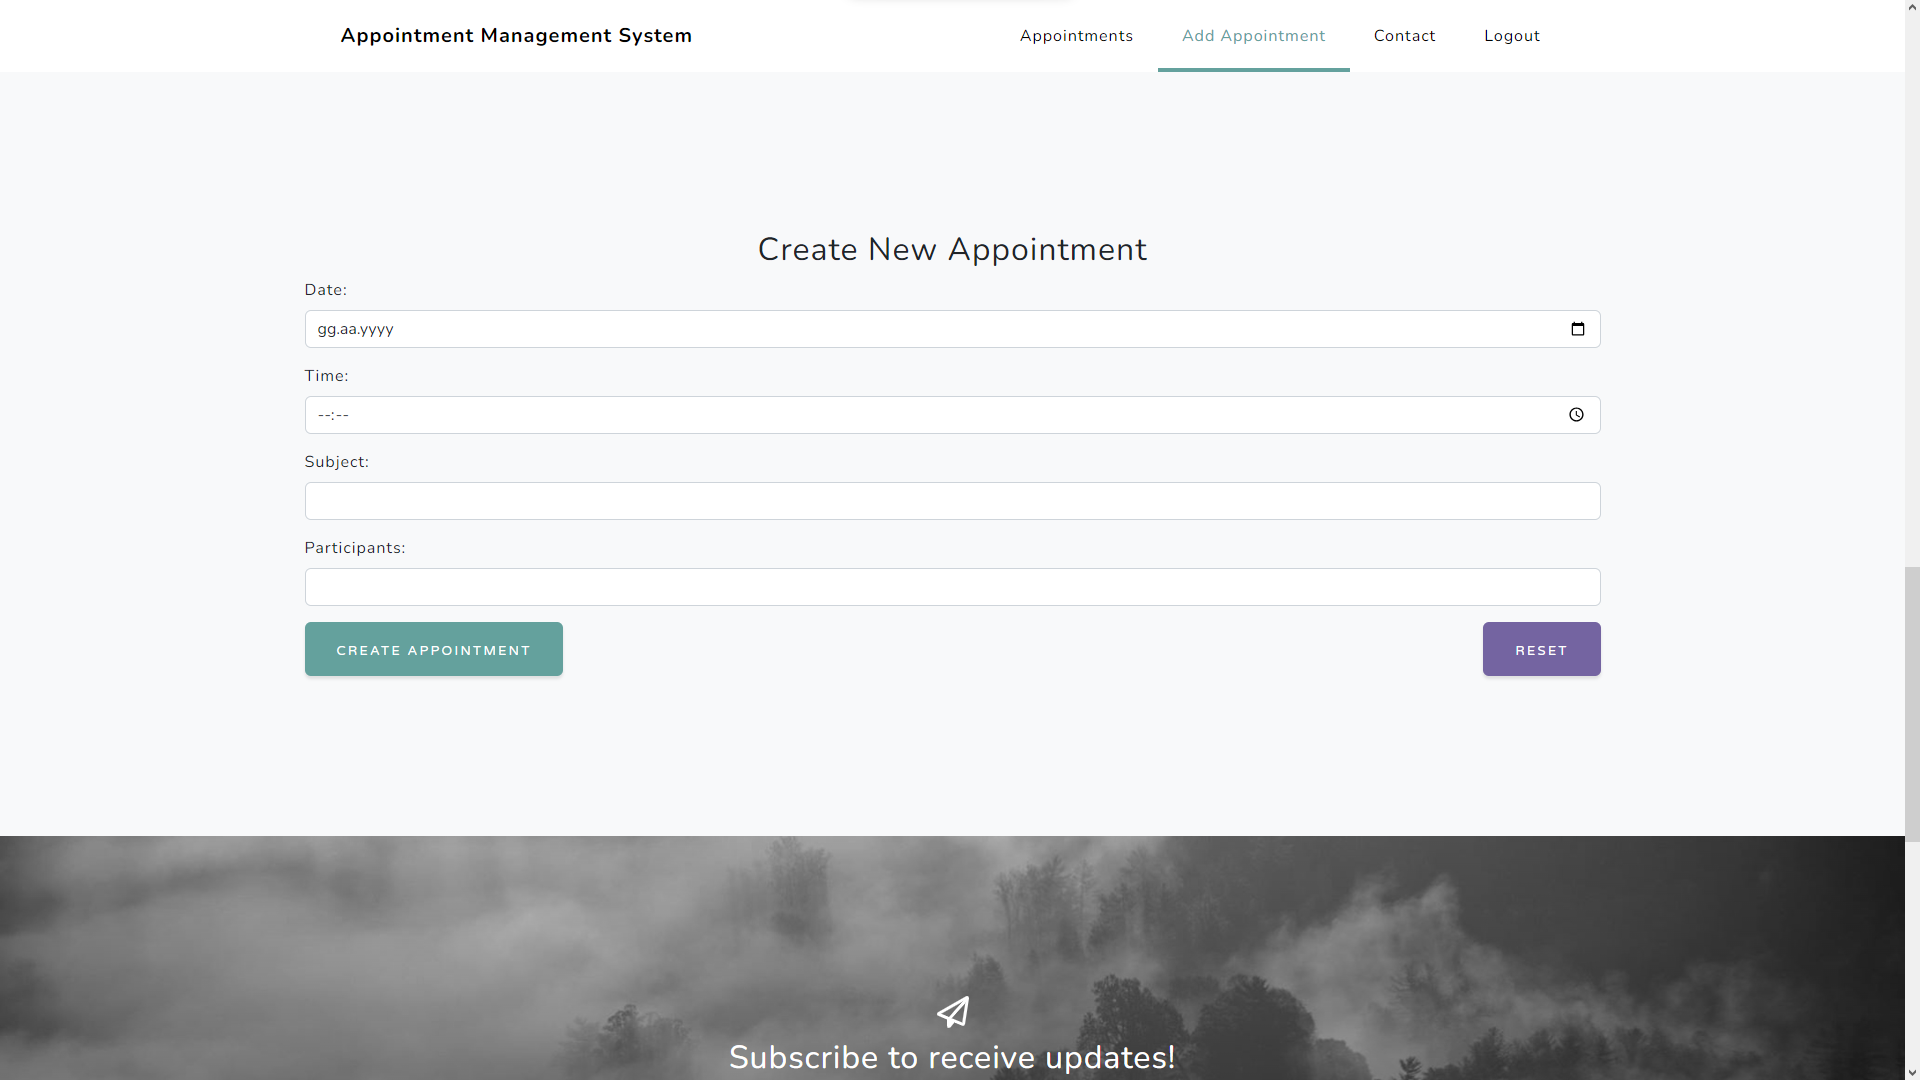 Appointment Management System
Appointments
Add Appointment
Contact
Logout
Create New Appointment
Date:
gg.aa.yyyy
Time:
--:--
Subject:
Participants:
CREATE APPOINTMENT
RESET
Subscribe to receive updates!